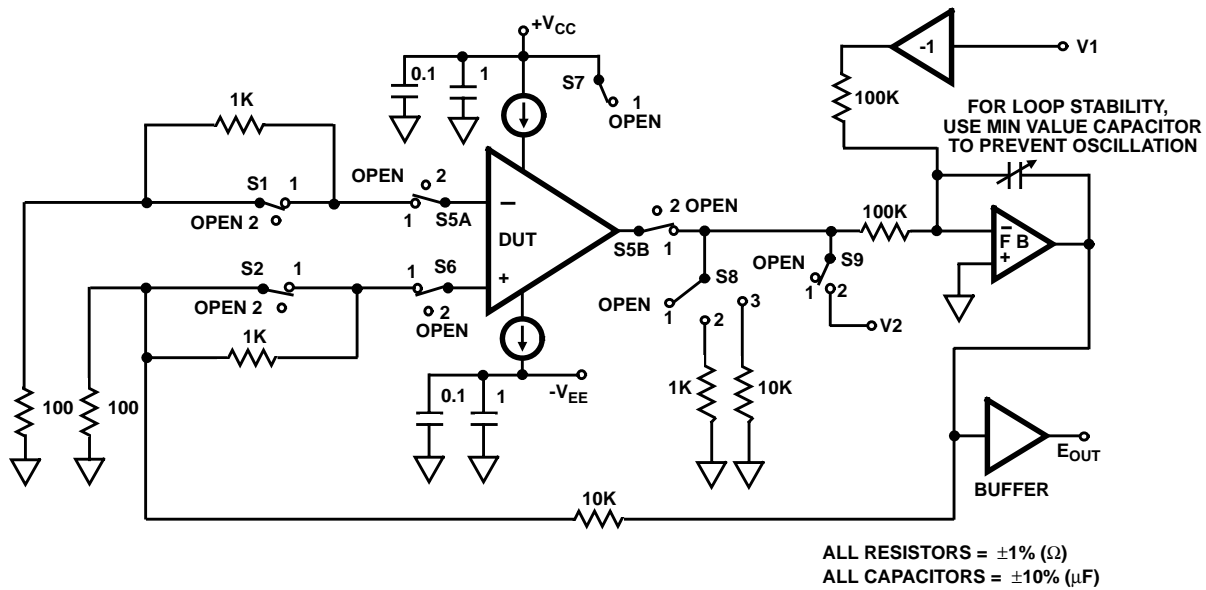 +VCC
V1
-1
0.1
1
S7
1
OPEN
100K
FOR LOOP STABILITY,
USE MIN VALUE CAPACITOR
TO PREVENT OSCILLATION
1K
S1
1
OPEN 2
OPEN
2
1
S5A
−
DUT
+
2 OPEN
S5B
1
100K
−
F B
+
S2
1
OPEN 2
1
S6
2
OPEN
1K
S8
OPEN
1
2
3
OPEN
S9
1
2
V2
1K
10K
100
100
0.1
1
-VEE
EOUT
BUFFER
10K
ALL RESISTORS = ±1% (Ω)
ALL CAPACITORS = ±10% (μF)